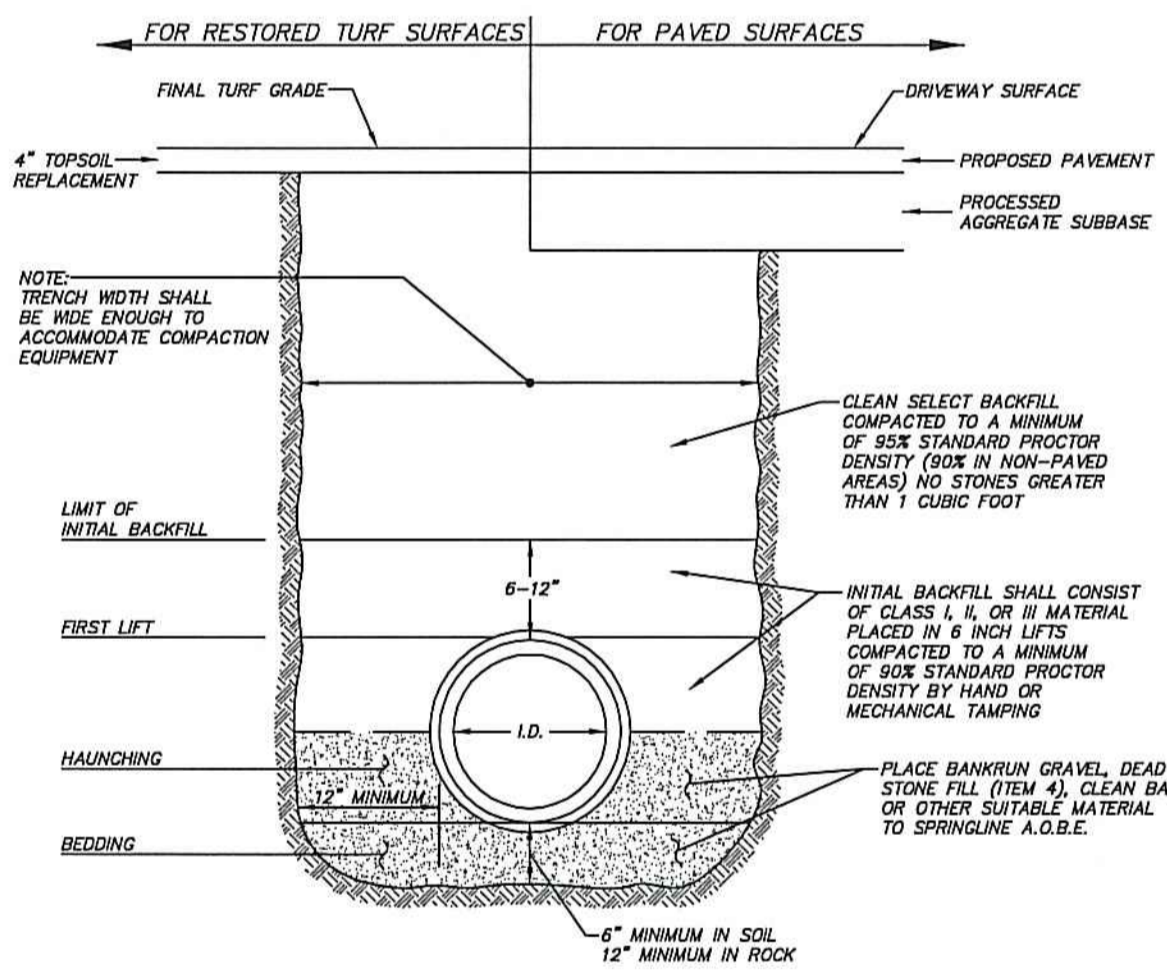 FOR RESTORED TURF SURFACES
FOR PAVED SURFACES
FINAL TURF GRADE
DRIVEWAY SURFACE
4" TOPSOIL
REPLACEMENT
PROPOSED PAVEMENT
PROCESSED
AGGREGATE SUBBASE
NOTE:
TRENCH WIDTH SHALL
BE WIDE ENOUGH TO
ACCOMMODATE COMPACTION
EQUIPMENT
CLEAN SELECT BACKFILL
COMPACTED TO A MINIMUM
OF 95% STANDARD PROCTOR
DENSITY (90% IN NON-PAVED
AREAS) NO STONES GREATER
THAN 1 CUBIC FOOT
LIMIT OF
INITIAL BACKFILL
6-12"
INITIAL BACKFILL SHALL CONSIST
OF CLASS I, II, OR III MATERIAL
PLACED IN 6 INCH LIFTS
COMPACTED TO A MINIMUM
OF 90% STANDARD PROCTOR
DENSITY BY HAND OR
MECHANICAL TAMPING
FIRST LIFT
I.D.
HAUNCHING
12" MINIMUM
PLACE BANKRUN GRAVEL, DEAD
STONE FILL (ITEM 4), CLEAN BA
OR OTHER SUITABLE MATERIAL
TO SPRINGLINE A.O.B.E.
BEDDING
6" MINIMUM IN SOIL
12" MINIMUM IN ROCK